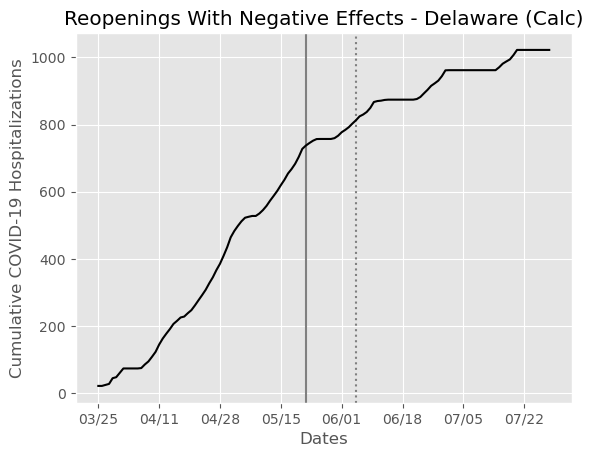 Reopenings With Negative Effects - Delaware (Calc)
Cumulative COVID-19 Hospitalizations
1000
800
600
400
200
0
03/25 04/11 04/28 05/15 06/01 06/18 07/05 07/22
Dates